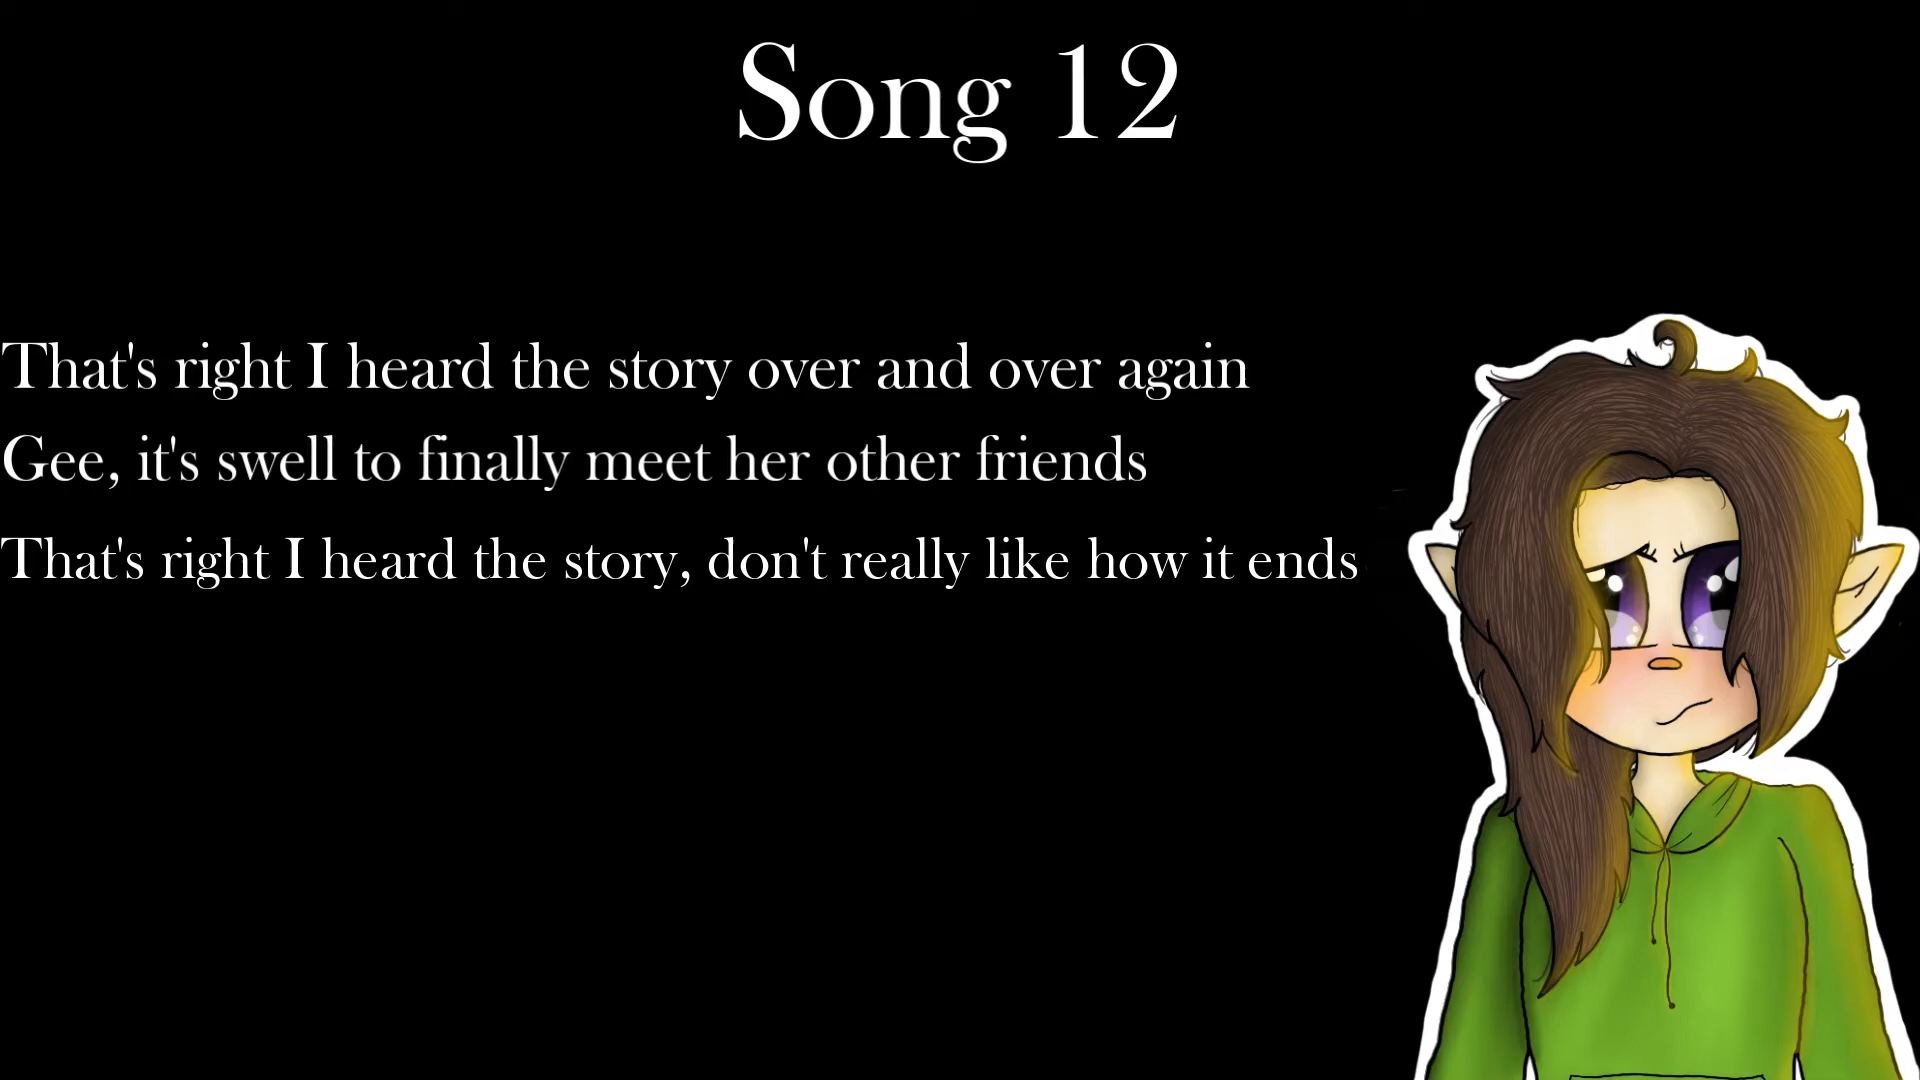 Song 12
That's right I heard the story over and over again
Gee, it's swell to finally meet her other friends
That's right I heard the story, don't really like how it ends